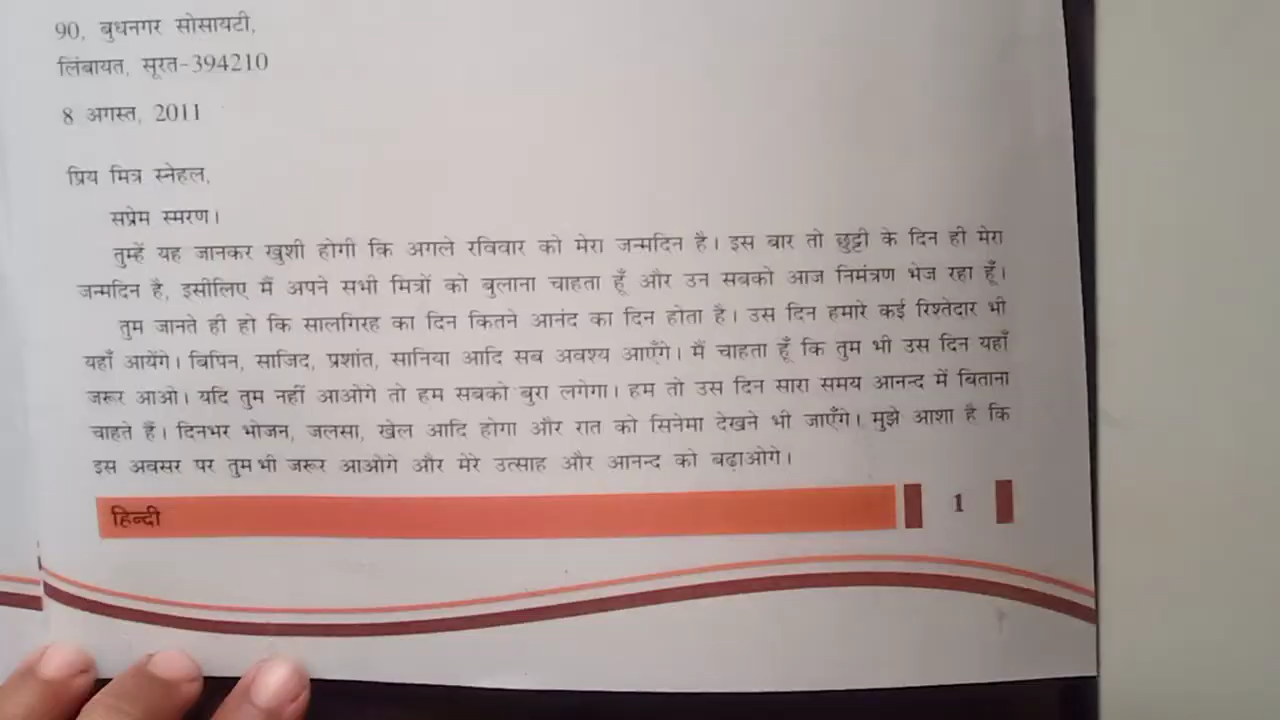 90, बुधनगर सोसायटी,
लिंबायत, सूरत-394210
8 अगस्त, 2011
प्रिय मित्र स्नेहल,
सप्रेम स्मरण।
तुम्हें यह जानकर खुशी होगी कि अगले रविवार को मेरा जन्मदिन है। इस बार तो छुट्टी के दिन ही मेरा
जन्मदिन है, इसीलिए मैं अपने सभी मित्रों को बुलाना चाहता हूँ और उन सबको आज निमंत्रण भेज रहा हूँ।
तुम जानते ही हो कि सालगिरह का दिन कितने आनंद का दिन होता है। उस दिन हमारे कई रिश्तेदार भी
यहाँ आयेंगे। बिपिन, साजिद, प्रशांत, सानिया आदि सब अवश्य आएँगे। मैं चाहता हूँ कि तुम भी उस दिन यहाँ
जरूर आओ। यदि तुम नहीं आओगे तो हम सबको बुरा लगेगा। हम तो उस दिन सारा समय आनन्द में बिताना
चाहते हैं। दिनभर भोजन, जलसा, खेल आदि होगा और रात को सिनेमा देखने भी जाएँगे। मुझे आशा है कि
इस अवसर पर तुम भी जरूर आओगे और मेरे उत्साह और आनन्द को बढ़ाओगे।
हिन्दी 1